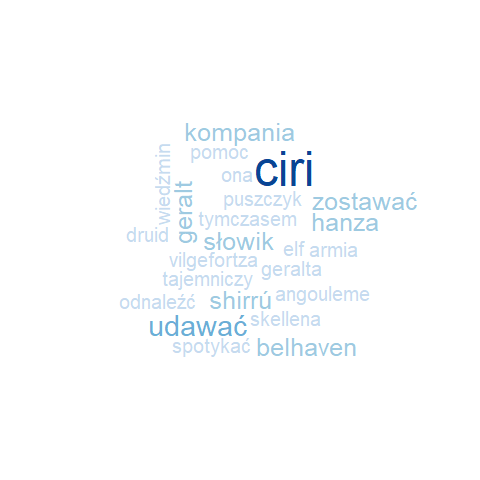 kompania
pomoc
ciri
ona
wiedźmin
geralt
puszczyk
zostawać
tymczasem
hanza
druid
słowik
elf
armia
vilgefortza
geralta
tajemniczy
odnaleźć
shirrú
angouleme
udawać
skellena
spotykać
belhaven